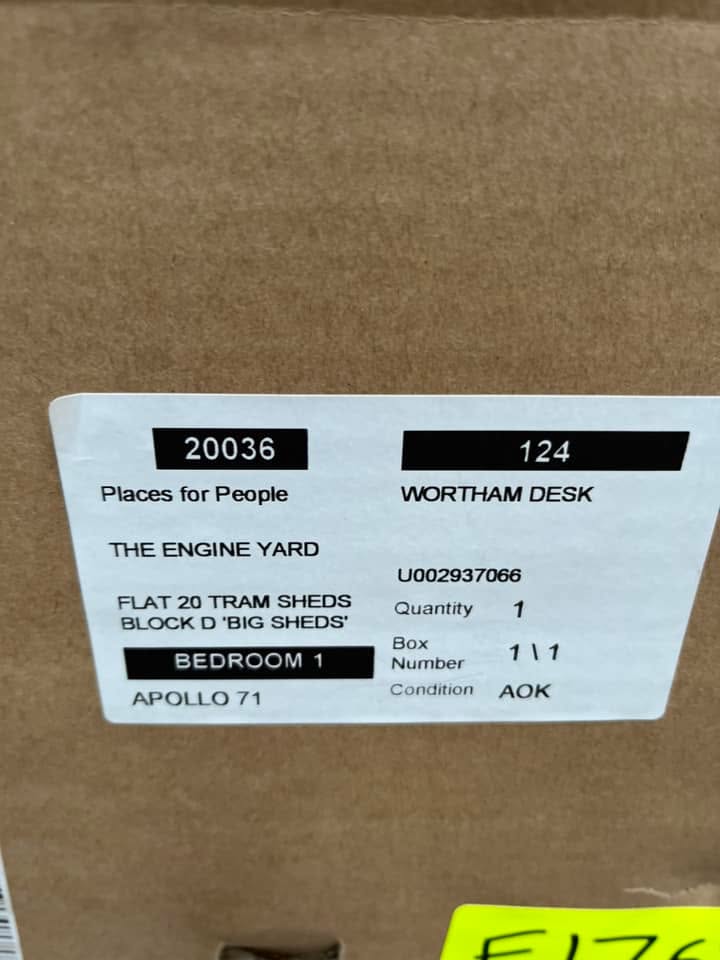 20036
Places for People
THE ENGINE YARD
FLAT 20 TRAM SHEDS
BLOCK D 'BIG SHEDS'
BEDROOM 1
APOLLO 71
124
WORTHAM DESK
U002937066
Quantity 1
Box
Number 1\1
Condition AOK